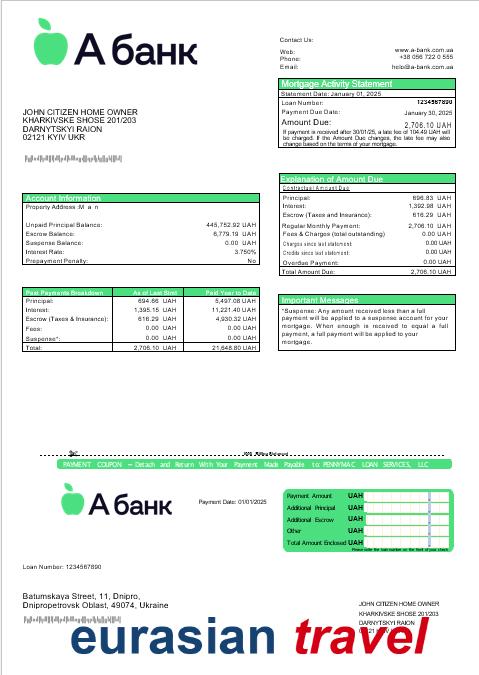 А банк
Contact Us:
Web: www.a-bank.com.ua
Phone: +38 056 722 0 555
Email: help@a-bank.com.ua
Mortgage Activity Statement
Statement Date: January 01, 2025
Loan Number: 1234567890
Payment Due Date: January 30, 2025
Amount Due: 2,706.10 UAH
If payment is received after 30/01/25, a late fee of 104.49 UAH will
be charged. If the Amount Due changes, the late fee may also
change based on the terms of your mortgage.
JOHN CITIZEN HOME OWNER
KHARKIVSKE SHOSE 201/203
DARNYTSKYI RAION
02121 KYIV UKR
Explanation of Amount Due
Contractual Amount Due
Principal: 696.83 UAH
Interest: 1,392.98 UAH
Escrow (Taxes and Insurance): 616.29 UAH
Regular Monthly Payment: 2,706.10 UAH
Fees & Charges (total outstanding) 0.00 UAH
Charges since last statement: 0.00 UAH
Credits since last statement: 0.00 UAH
Overdue Payment: 0.00 UAH
Total Amount Due: 2,706.10 UAH
Account Information
Property Address :M a n
Unpaid Principal Balance: 445,752.92 UAH
Escrow Balance: 6,779.19 UAH
Suspense Balance: 0.00 UAH
Interest Rate: 3.750%
Prepayment Penalty: No
Past Payments Breakdown As of Last Stmt Paid Year to Date
Principal: 694.66 UAH 5,497.08 UAH
Interest: 1,395.15 UAH 11,221.40 UAH
Escrow (Taxes & Insurance): 616.29 UAH 4,930.32 UAH
Fees: 0.00 UAH 0.00 UAH
Suspense*: 0.00 UAH 0.00 UAH
Total: 2,706.10 UAH 21,648.80 UAH
Important Messages
*Suspense: Any amount received less than a full
payment will be applied to a suspense account for your
mortgage. When enough is received to equal a full
payment, a full payment will be applied to your
mortgage.
PAYMENT COUPON – Detach and Return With Your Payment Made Payable to: PENNYMAC LOAN SERVICES, LLC
А банк
Payment Date: 01/01/2025
Payment Amount UAH
Additional Principal UAH
Additional Escrow UAH
Other UAH
Total Amount Enclosed UAH
Please write the loan number on the front of your check.
Loan Number: 1234567890
Batumskaya Street, 11, Dnipro,
Dnipropetrovsk Oblast, 49074, Ukraine
JOHN CITIZEN HOME OWNER
KHARKIVSKE SHOSE 201/203
DARNYTSKYI RAION
eurasian travel